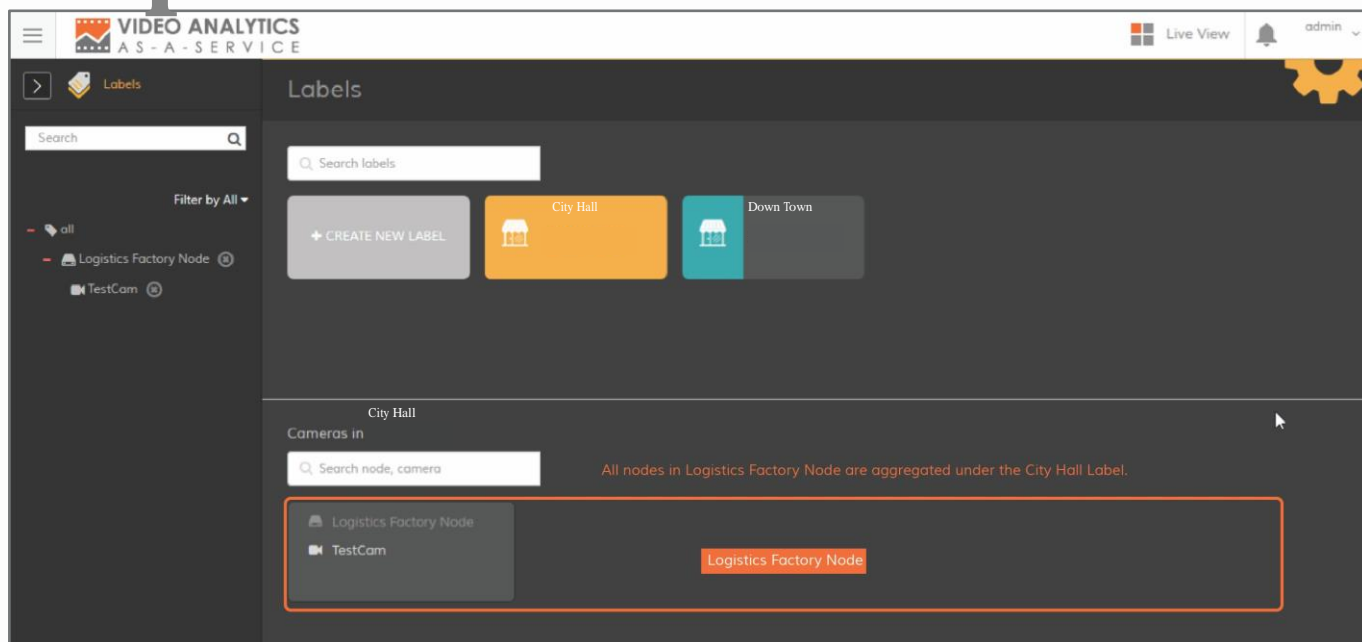 VIDEO ANALYTICS
AS-A-SERVICE
Live View
admin
Labels
Search
Filter by All
all
Logistics Factory Node
TestCam
Labels
Search labels
+ CREATE NEW LABEL
City Hall
Down Town
City Hall
Cameras in
Search node, camera
All nodes in Logistics Factory Node are aggregated under the City Hall Label.
Logistics Factory Node
TestCam
Logistics Factory Node